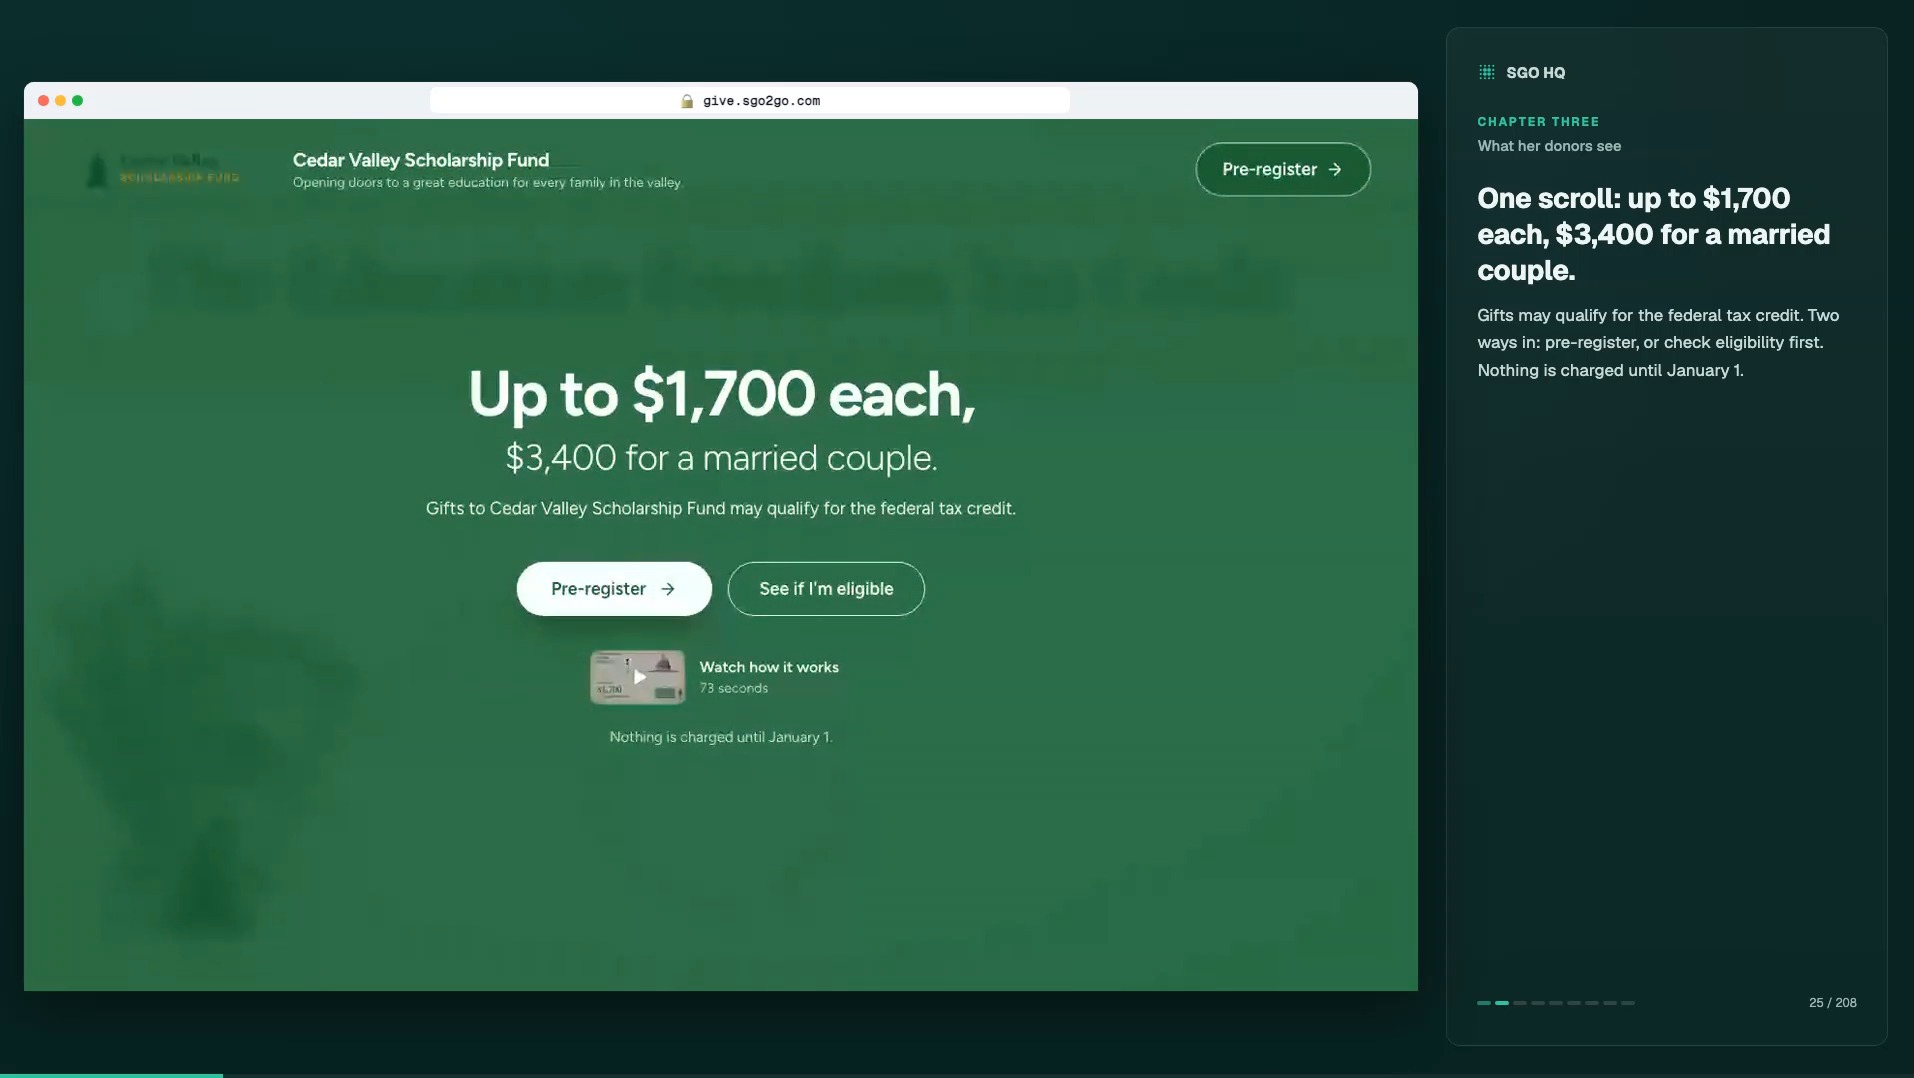 give.sgo2go.com
SCHOLARSHIP FUND
Cedar Valley Scholarship Fund
Opening doors to a great education for every family in the valley.
Pre-register →
Up to $1,700 each,
$3,400 for a married couple.
Gifts to Cedar Valley Scholarship Fund may qualify for the federal tax credit.
Pre-register →
See if I'm eligible
$1,700
Watch how it works
73 seconds
Nothing is charged until January 1.
SGO HQ
CHAPTER THREE
What her donors see
One scroll: up to $1,700
each, $3,400 for a married
couple.
Gifts may qualify for the federal tax credit. Two
ways in: pre-register, or check eligibility first.
Nothing is charged until January 1.
25 / 208